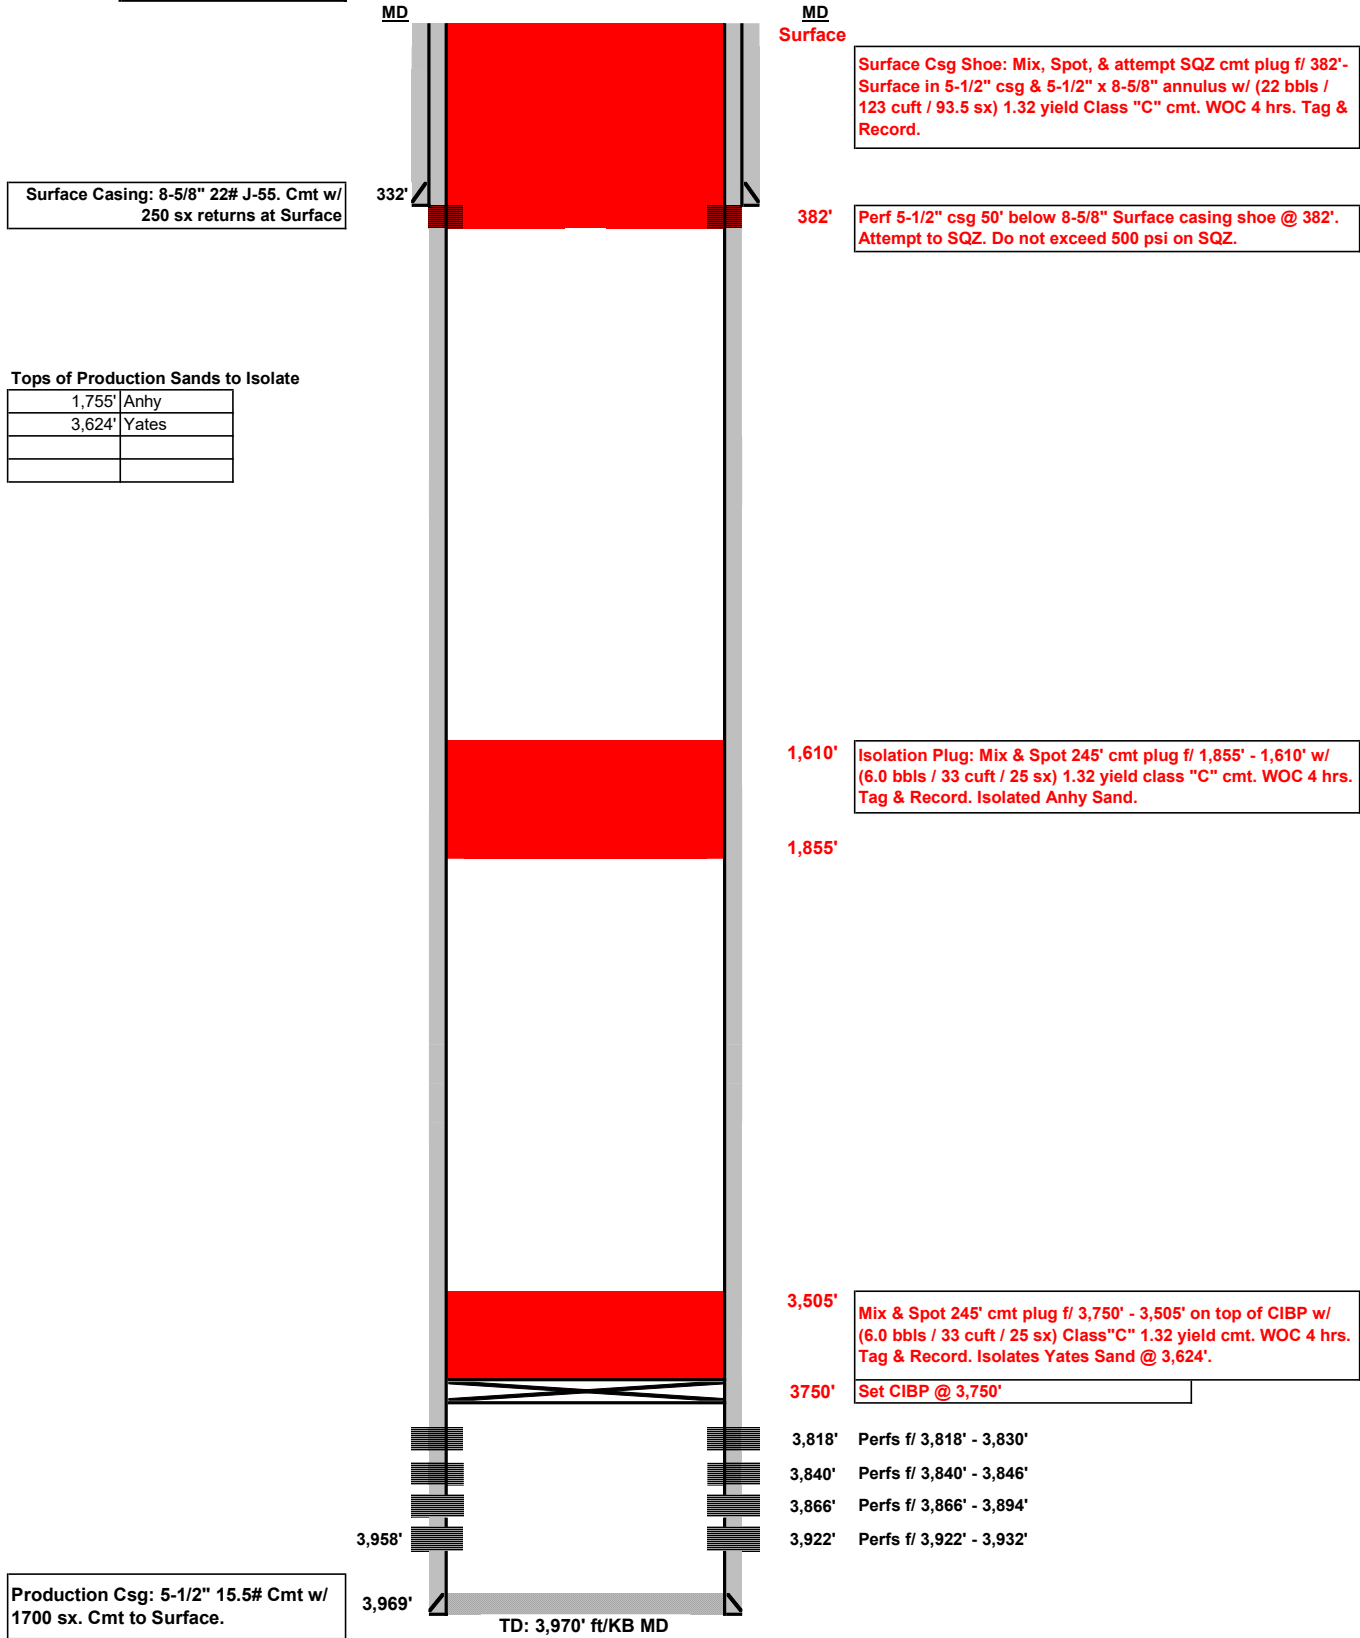 MD
MD
Surface
Surface Csg Shoe: Mix, Spot, & attempt SQZ cmt plug f/ 382'-
Surface in 5-1/2" csg & 5-1/2" x 8-5/8" annulus w/ (22 bbls /
123 cuft / 93.5 sx) 1.32 yield Class "C" cmt. WOC 4 hrs. Tag &
Record.
Surface Casing: 8-5/8" 22# J-55. Cmt w/
250 sx returns at Surface
332'
382'
Perf 5-1/2" csg 50' below 8-5/8" Surface casing shoe @ 382'.
Attempt to SQZ. Do not exceed 500 psi on SQZ.
Tops of Production Sands to Isolate
1,755' Anhy
3,624' Yates
1,610'
Isolation Plug: Mix & Spot 245' cmt plug f/ 1,855' - 1,610' w/
(6.0 bbls / 33 cuft / 25 sx) 1.32 yield class "C" cmt. WOC 4 hrs.
Tag & Record. Isolated Anhy Sand.
1,855'
3,505'
Mix & Spot 245' cmt plug f/ 3,750' - 3,505' on top of CIBP w/
(6.0 bbls / 33 cuft / 25 sx) Class"C" 1.32 yield cmt. WOC 4 hrs.
Tag & Record. Isolates Yates Sand @ 3,624'.
3750'
Set CIBP @ 3,750'
3,818' Perfs f/ 3,818' - 3,830'
3,840' Perfs f/ 3,840' - 3,846'
3,866' Perfs f/ 3,866' - 3,894'
3,958'
3,922' Perfs f/ 3,922' - 3,932'
Production Csg: 5-1/2" 15.5# Cmt w/
1700 sx. Cmt to Surface.
3,969'
TD: 3,970' ft/KB MD